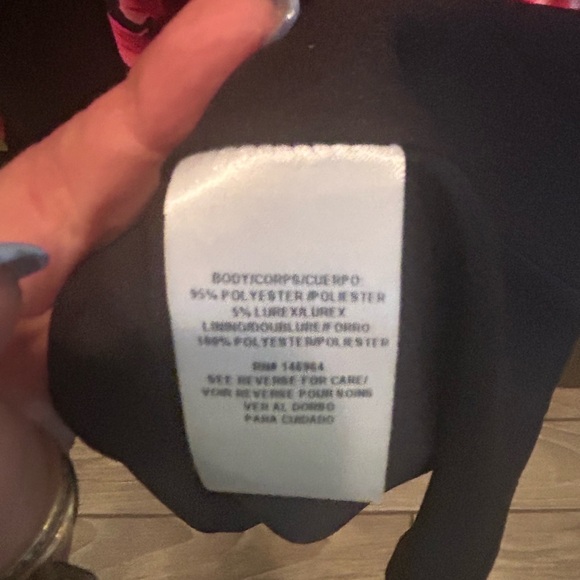 BODY/CORPS/CUERPO
95% POLYESTER/POLIESTER
5% LUREX/LUREX
LINING/DOUBLURE/FORRO
100% POLYESTER/POLIESTER
RN# 146964
SEE REVERSE FOR CARE/
VOIR REVERSE POUR SOINS
VER AL DORSO
PARA CUIDADO